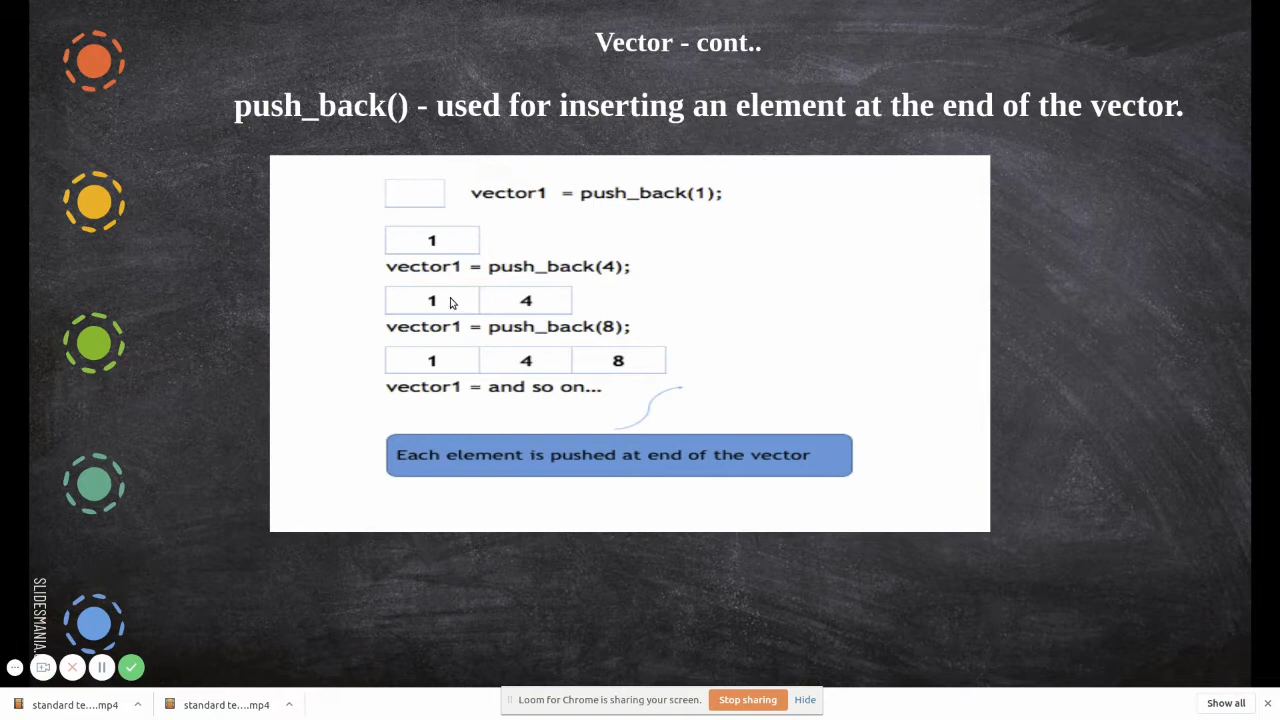 Vector - cont..
push_back() - used for inserting an element at the end of the vector.
vector1 = push_back(1);
1
vector1 = push_back(4);
1 4
vector1 = push_back(8);
1 4 8
vector1 = and so on...
Each element is pushed at end of the vector
SLIDESMANIA.
standard te....mp4
standard te....mp4
Loom for Chrome is sharing your screen.
Stop sharing
Hide
Show all